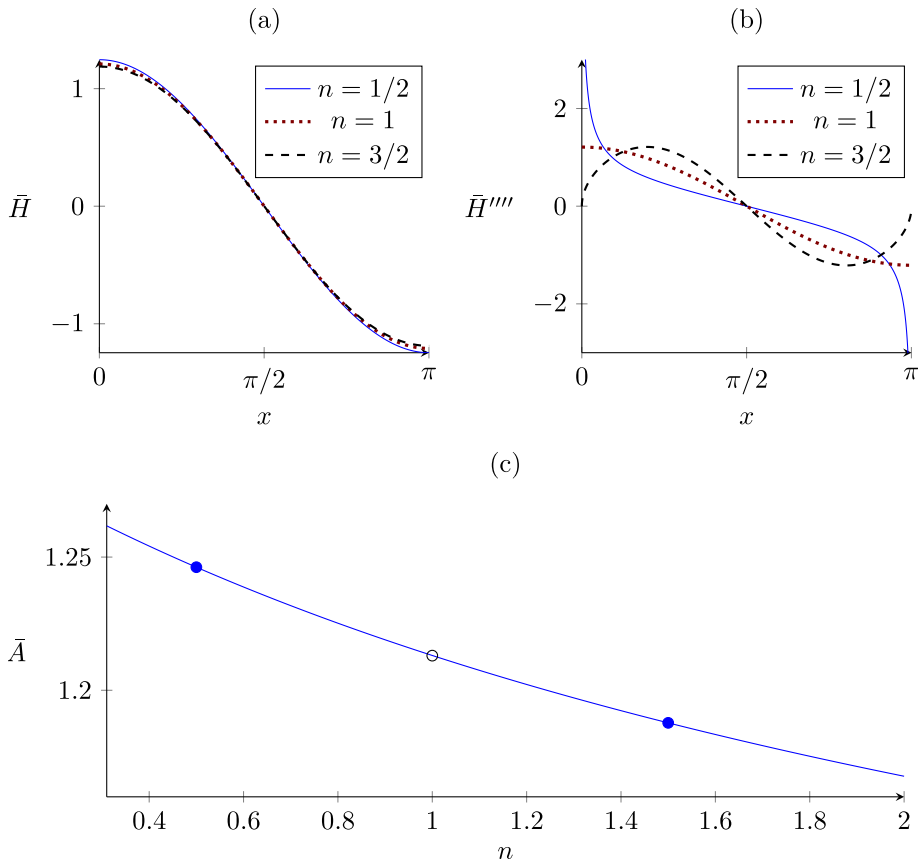 (a)
n = 1/2
n = 1
n = 3/2
1
0
−1
H̄
0
π/2
π
x
(b)
n = 1/2
n = 1
n = 3/2
2
0
−2
H̄′′′′
0
π/2
π
x
(c)
1.25
1.2
Ā
0.4
0.6
0.8
1
1.2
1.4
1.6
1.8
2
n